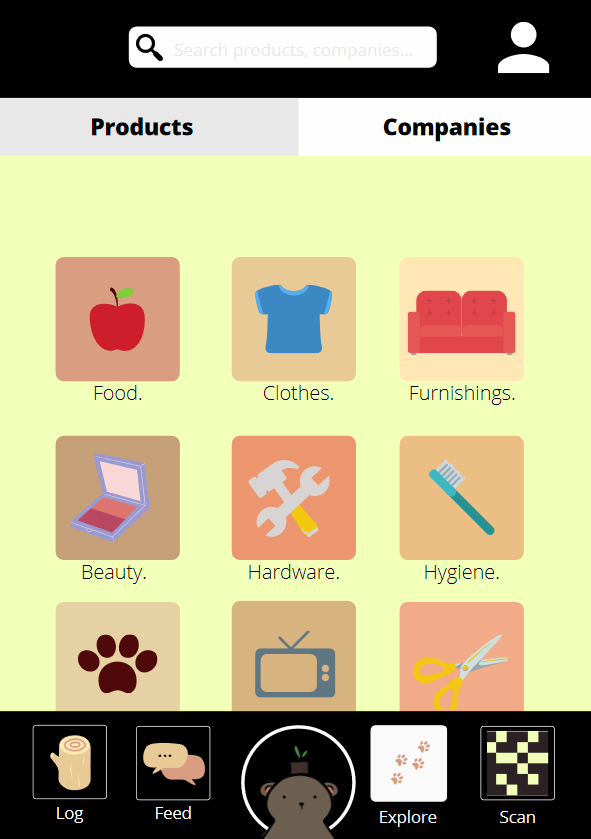 Search products, companies...
Products
Companies
Food.
Clothes.
Furnishings.
Beauty.
Hardware.
Hygiene.
Log
Feed
Explore
Scan